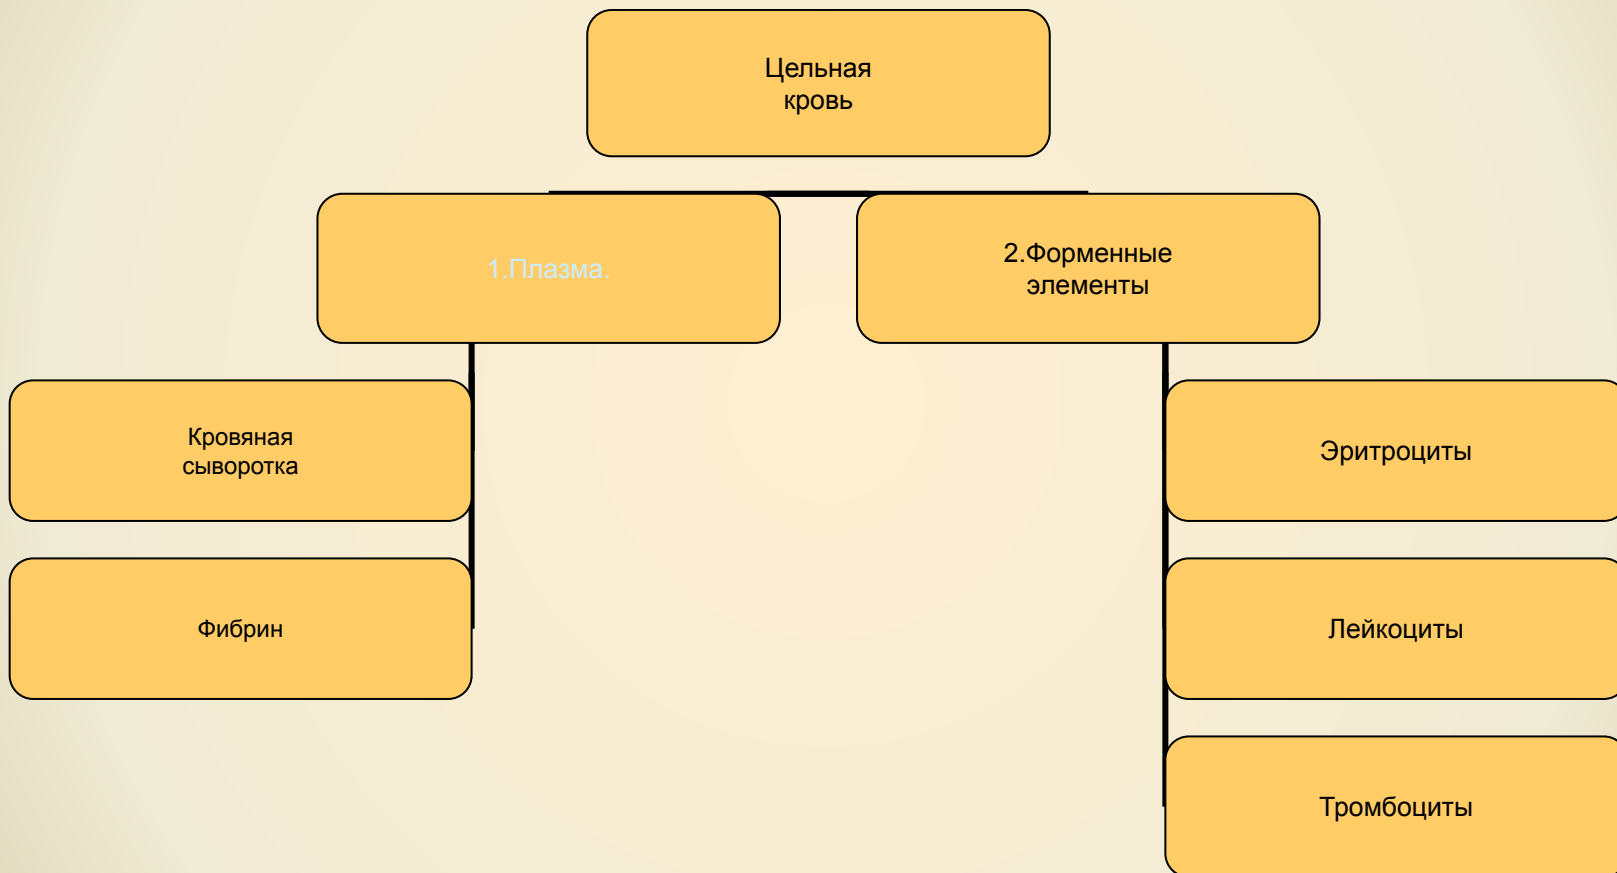 Цельная
кровь
1.Плазма.
2.Форменные
элементы
Кровяная
сыворотка
Эритроциты
Фибрин
Лейкоциты
Тромбоциты